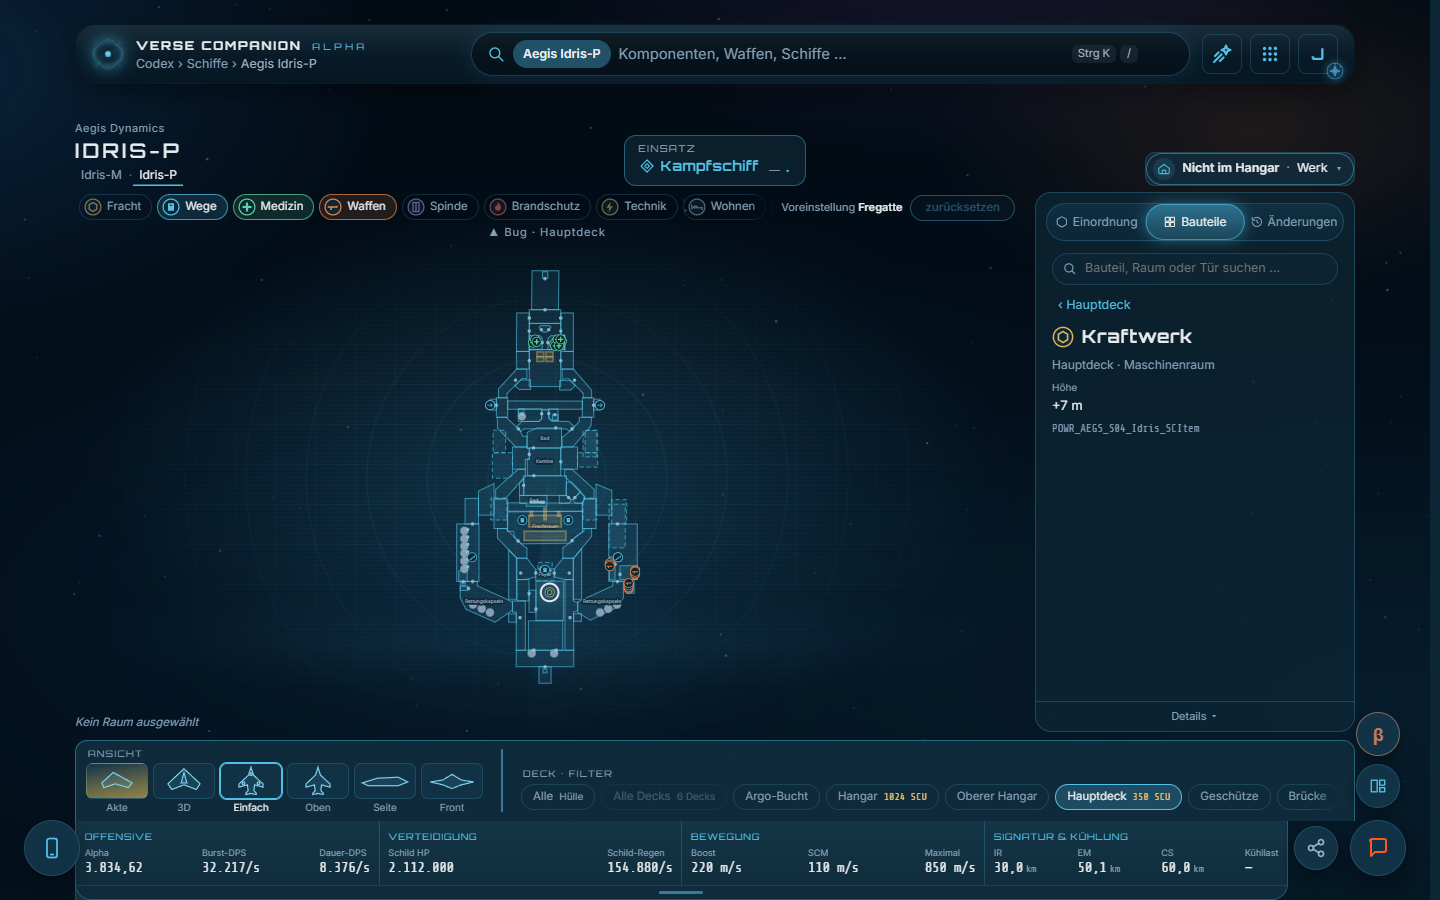 VERSE COMPANION ALPHA
Codex › Schiffe › Aegis Idris-P
Aegis Idris-P Komponenten, Waffen, Schiffe ... Strg K /
Aegis Dynamics
IDRIS-P
Idris-M · Idris-P
EINSATZ
Kampfschiff
Nicht im Hangar · Werk
Fracht Wege Medizin Waffen Spinde Brandschutz Technik Wohnen Voreinstellung Fregatte zurücksetzen
▲ Bug · Hauptdeck
Einordnung Bauteile Änderungen
Bauteil, Raum oder Tür suchen ...
‹ Hauptdeck
Kraftwerk
Hauptdeck · Maschinenraum
Höhe
+7 m
POWR_AEGS_S04_Idris_SCItem
Bad
Kantine
Frachtraum
Rettungskapseln Rettungskapseln
Details
Kein Raum ausgewählt
β
ANSICHT
Akte 3D Einfach Oben Seite Front
DECK · FILTER
Alle Hülle Alle Decks 6 Decks Argo-Bucht Hangar 1024 SCU Oberer Hangar Hauptdeck 350 SCU Geschütze Brücke
OFFENSIVE
Alpha Burst-DPS Dauer-DPS
3.834,62 32.217/s 8.376/s
VERTEIDIGUNG
Schild HP Schild-Regen
2.112.000 154.880/s
BEWEGUNG
Boost SCM Maximal
220 m/s 110 m/s 850 m/s
SIGNATUR & KÜHLUNG
IR EM CS Kühllast
30,0 km 50,1 km 60,0 km –